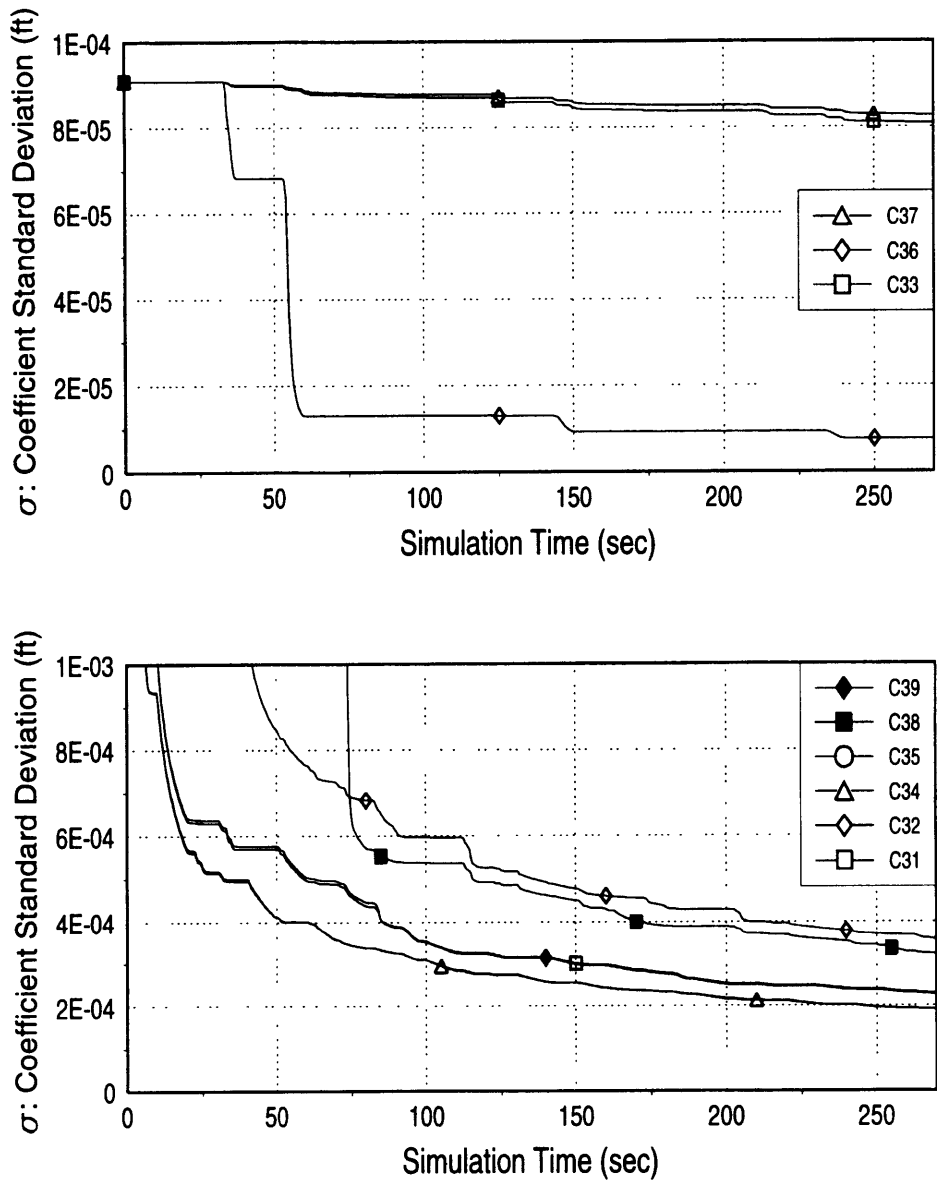 σ: Coefficient Standard Deviation (ft)
1E-04
8E-05
6E-05
4E-05
2E-05
0
C37
C36
C33
0 50 100 150 200 250
Simulation Time (sec)
σ: Coefficient Standard Deviation (ft)
1E-03
8E-04
6E-04
4E-04
2E-04
0
C39
C38
C35
C34
C32
C31
0 50 100 150 200 250
Simulation Time (sec)